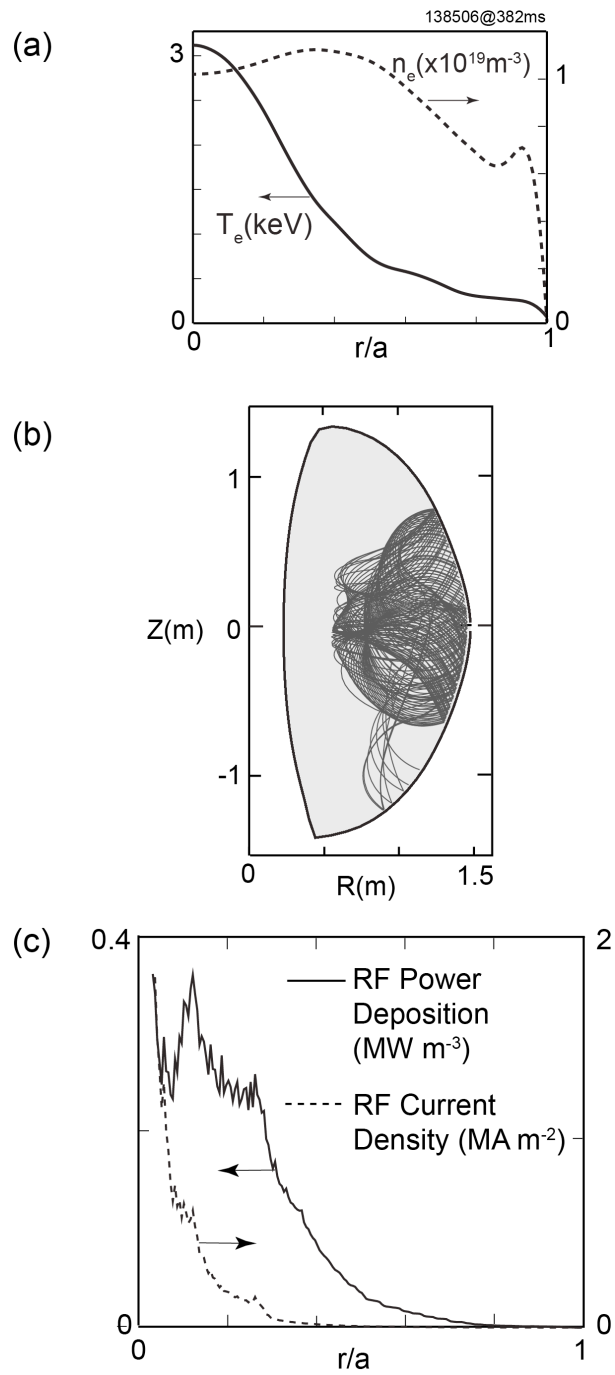 138506@382ms
(a)
3
nₑ(x10¹⁹m⁻³)
1
Tₑ(keV)
0
0
0
1
r/a
(b)
1
Z(m)
0
-1
0
1.5
R(m)
(c)
0.4
2
RF Power
Deposition
(MW m⁻³)
RF Current
Density (MA m⁻²)
0
0
0
1
r/a